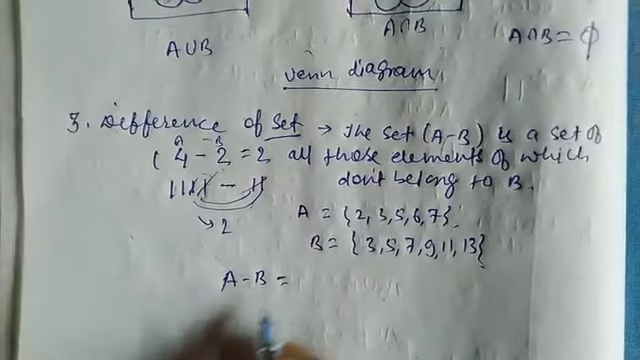 A∪B
A∩B
A∩B = ϕ
Venn diagram
3. Difference of set → The set (A-B) is a set of
A - B
( 4 - 2 = 2 all those elements of which
don't belong to B.
→ 2
A = {2, 3, 5, 6, 7}
B = {3, 5, 7, 9, 11, 13}
A - B =